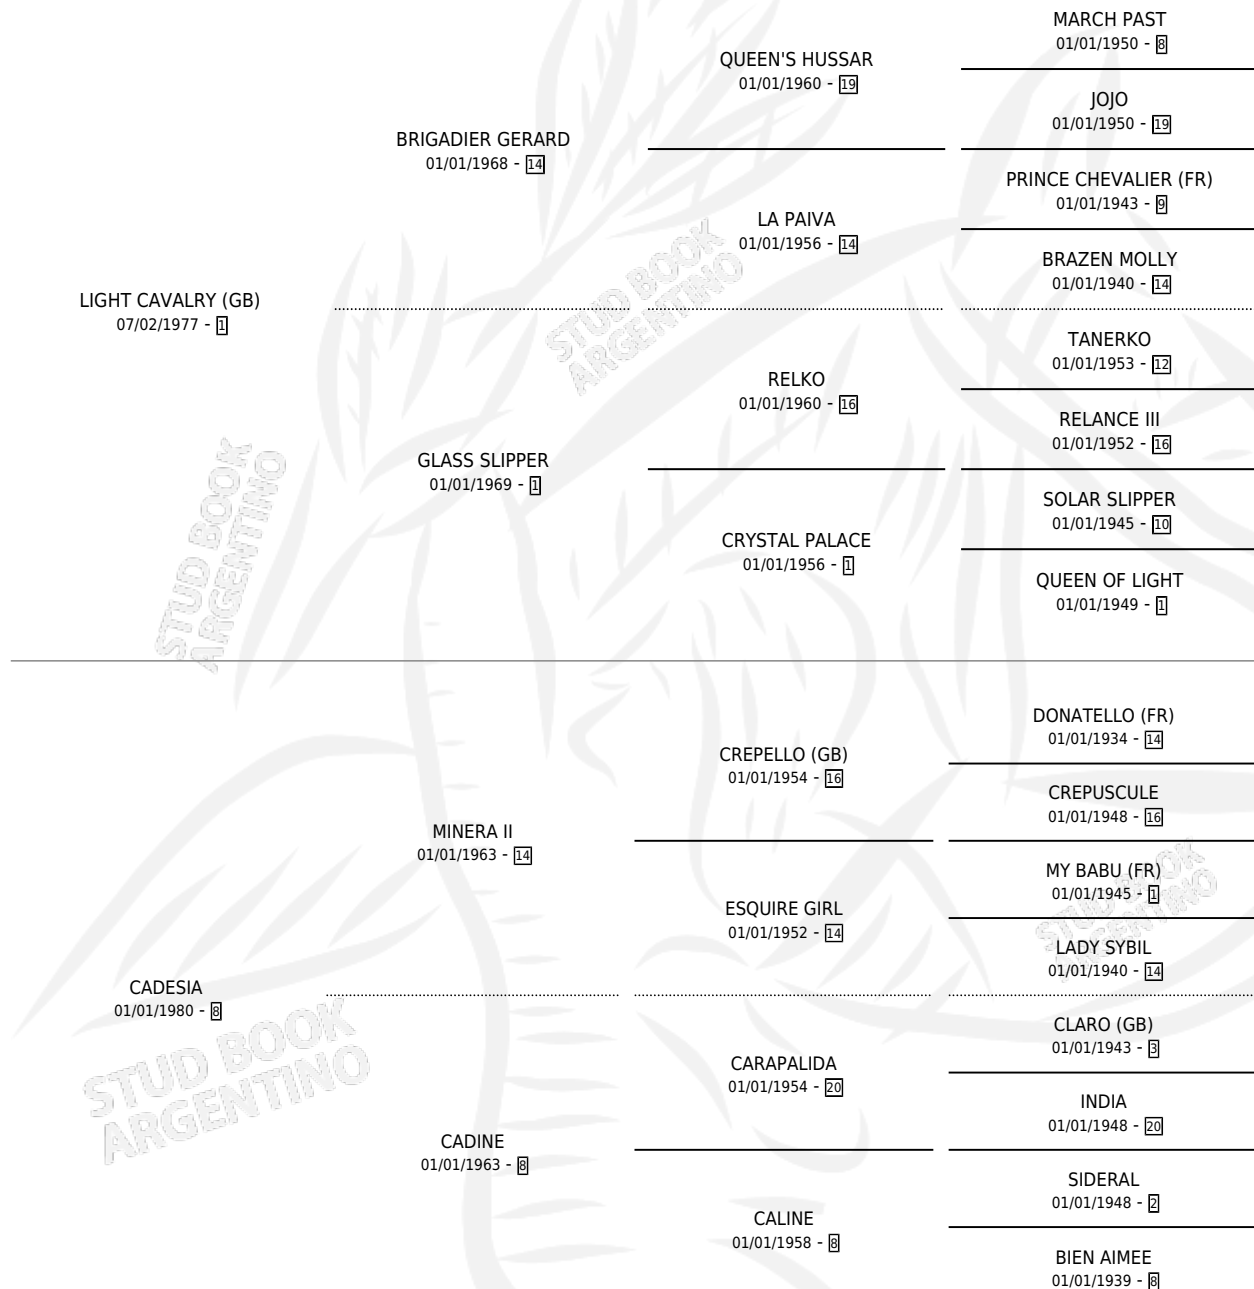 MARCH PAST
01/01/1950 - 8
QUEEN'S HUSSAR
01/01/1960 - 19
JOJO
01/01/1950 - 19
BRIGADIER GERARD
01/01/1968 - 14
PRINCE CHEVALIER (FR)
01/01/1943 - 9
LA PAIVA
01/01/1956 - 14
BRAZEN MOLLY
01/01/1940 - 14
LIGHT CAVALRY (GB)
07/02/1977 - 1
STUD BOOK
ARGENTINO
TANERKO
01/01/1953 - 12
RELKO
01/01/1960 - 16
RELANCE III
01/01/1952 - 16
GLASS SLIPPER
01/01/1969 - 1
SOLAR SLIPPER
01/01/1945 - 10
CRYSTAL PALACE
01/01/1956 - 1
QUEEN OF LIGHT
01/01/1949 - 1
STUD BOOK
ARGENTINO
DONATELLO (FR)
01/01/1934 - 14
CREPELLO (GB)
01/01/1954 - 16
CREPUSCULE
01/01/1948 - 16
MINERA II
01/01/1963 - 14
MY BABU (FR)
01/01/1945 - 1
ESQUIRE GIRL
01/01/1952 - 14
STUD BOOK
ARGENTINO
LADY SYBIL
01/01/1940 - 14
CADESIA
01/01/1980 - 8
STUD BOOK
ARGENTINO
CLARO (GB)
01/01/1943 - 3
CARAPALIDA
01/01/1954 - 20
INDIA
01/01/1948 - 20
CADINE
01/01/1963 - 8
SIDERAL
01/01/1948 - 2
CALINE
01/01/1958 - 8
BIEN AIMEE
01/01/1939 - 8